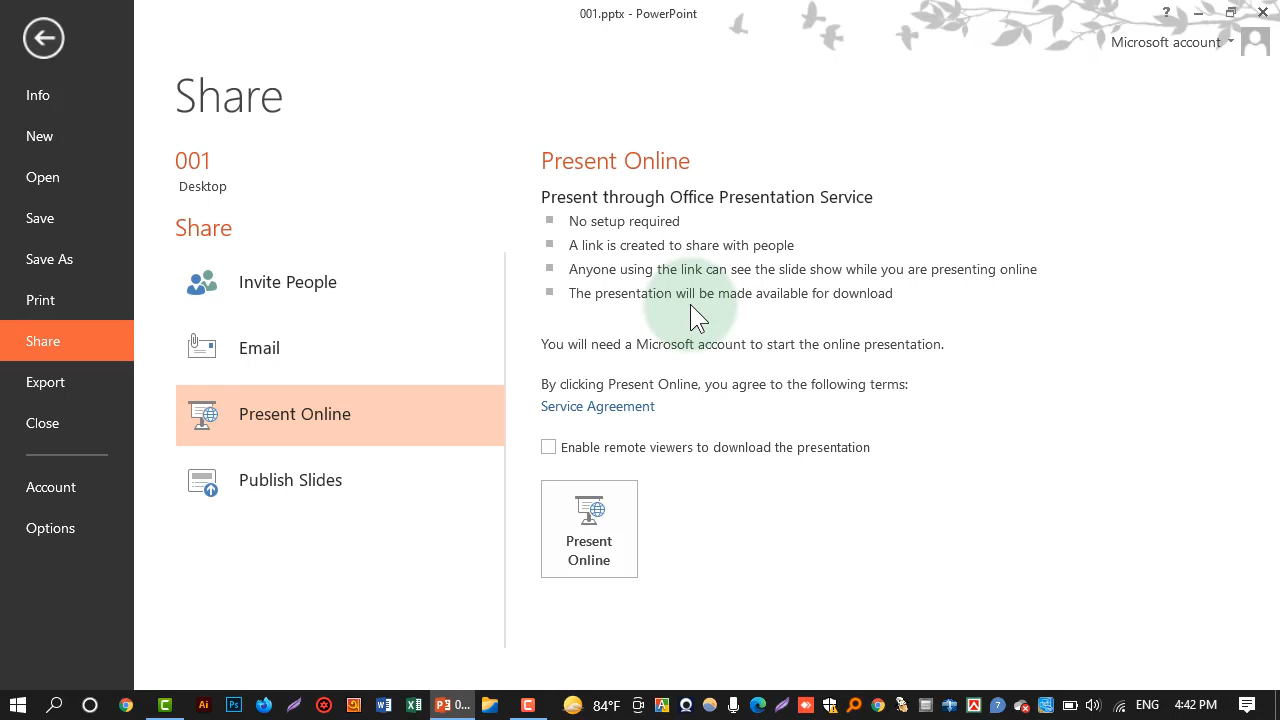 001.pptx - PowerPoint
?
Microsoft account
Info
New
Open
Save
Save As
Print
Share
Export
Close
Account
Options
Share
001
Desktop
Share
Invite People
Email
Present Online
Publish Slides
Present Online
Present through Office Presentation Service
No setup required
A link is created to share with people
Anyone using the link can see the slide show while you are presenting online
The presentation will be made available for download
You will need a Microsoft account to start the online presentation.
By clicking Present Online, you agree to the following terms:
Service Agreement
Enable remote viewers to download the presentation
Present
Online
0...
84°F
ENG
4:42 PM